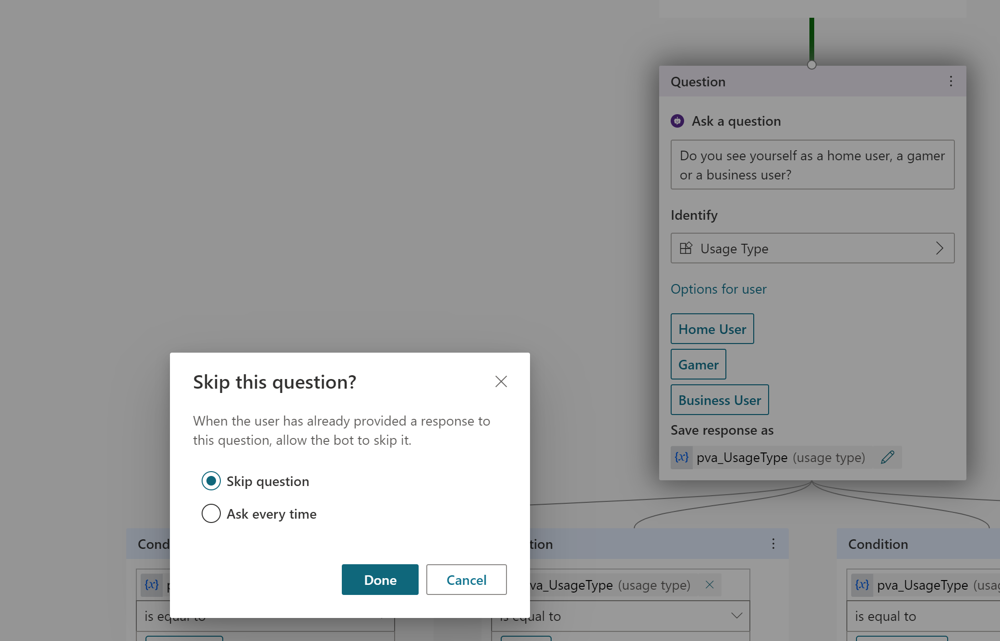 Question
Ask a question
Do you see yourself as a home user, a gamer
or a business user?
Identify
Usage Type
Options for user
Home User
Gamer
Business User
Save response as
{x} pva_UsageType (usage type)
Skip this question?
When the user has already provided a response to
this question, allow the bot to skip it.
Skip question
Ask every time
Done
Cancel
Cond
tion
Condition
{x} p
va_UsageType (usage type)
{x} pva_UsageType (usag
is equal to
is equal to
is equal to